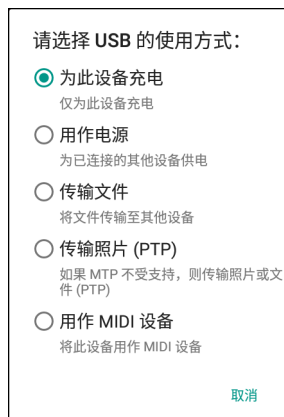 请选择 USB 的使用方式：
为此设备充电
仅为此设备充电
用作电源
为已连接的其他设备供电
传输文件
将文件传输至其他设备
传输照片 (PTP)
如果 MTP 不受支持，则传输照片或文
件 (PTP)
用作 MIDI 设备
将此设备用作 MIDI 设备
取消